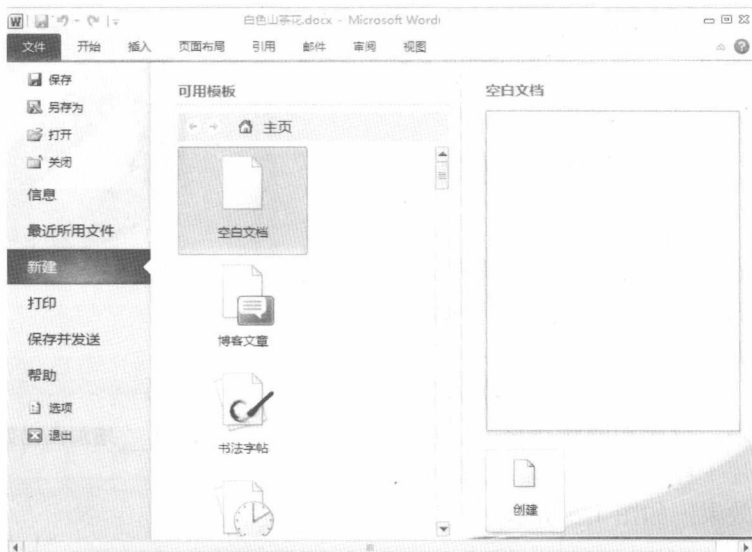 白色山茶花.docx - Microsoft Word
文件 开始 插入 页面布局 引用 邮件 审阅 视图
保存
另存为
打开
关闭
信息
最近所用文件
新建
打印
保存并发送
帮助
选项
退出
可用模板
主页
空白文档
博客文章
书法字帖
空白文档
创建